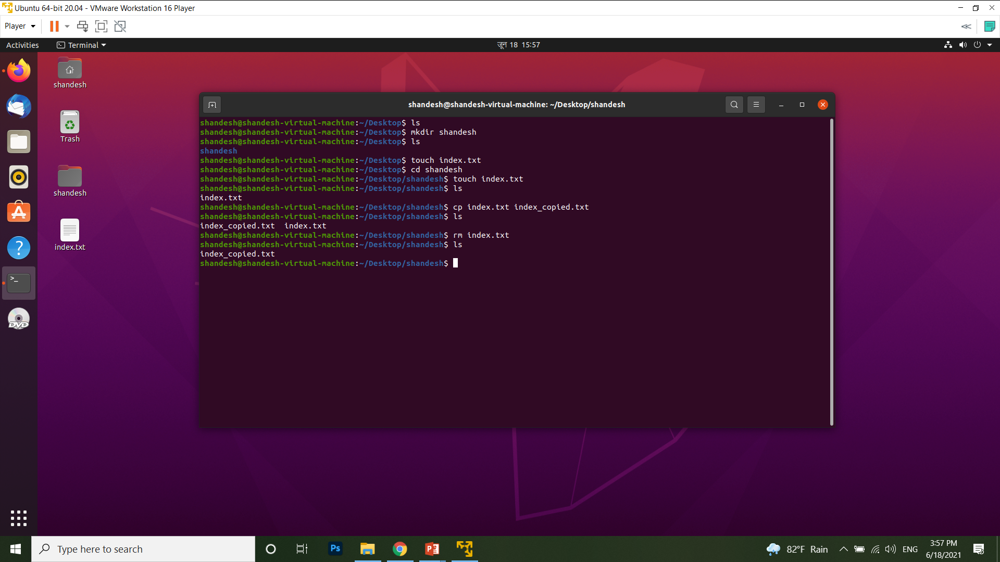 Ubuntu 64-bit 20.04 - VMware Workstation 16 Player
Player
Activities
Terminal
जून 18 15:57
shandesh
Trash
shandesh
index.txt
shandesh@shandesh-virtual-machine: ~/Desktop/shandesh
shandesh@shandesh-virtual-machine:~/Desktop$ ls
shandesh@shandesh-virtual-machine:~/Desktop$ mkdir shandesh
shandesh@shandesh-virtual-machine:~/Desktop$ ls
shandesh
shandesh@shandesh-virtual-machine:~/Desktop$ touch index.txt
shandesh@shandesh-virtual-machine:~/Desktop$ cd shandesh
shandesh@shandesh-virtual-machine:~/Desktop/shandesh$ touch index.txt
shandesh@shandesh-virtual-machine:~/Desktop/shandesh$ ls
index.txt
shandesh@shandesh-virtual-machine:~/Desktop/shandesh$ cp index.txt index_copied.txt
shandesh@shandesh-virtual-machine:~/Desktop/shandesh$ ls
index_copied.txt  index.txt
shandesh@shandesh-virtual-machine:~/Desktop/shandesh$ rm index.txt
shandesh@shandesh-virtual-machine:~/Desktop/shandesh$ ls
index_copied.txt
shandesh@shandesh-virtual-machine:~/Desktop/shandesh$
>_
DVD
Type here to search
Ps
82°F Rain
ENG
3:57 PM
6/18/2021